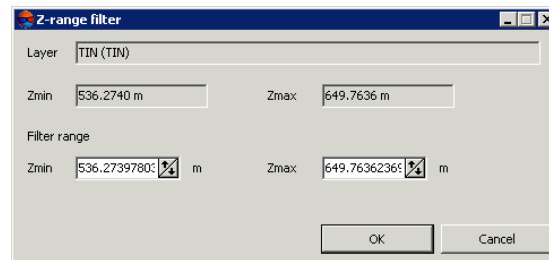 Z-range filter
Layer TIN (TIN)
Zmin 536.2740 m Zmax 649.7636 m
Filter range
Zmin 536.27397803 m Zmax 649.76362369 m
OK Cancel